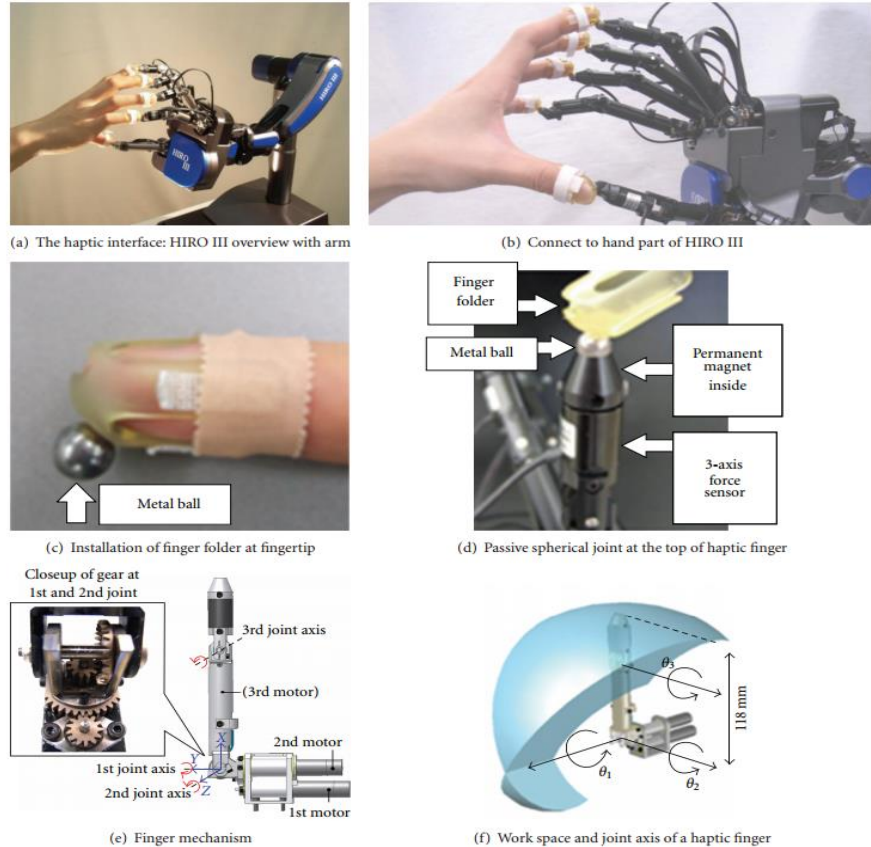 HIRO
III
(a) The haptic interface: HIRO III overview with arm
(b) Connect to hand part of HIRO III
Metal ball
(c) Installation of finger folder at fingertip
Finger
folder
Metal ball
Permanent
magnet
inside
3-axis
force
sensor
(d) Passive spherical joint at the top of haptic finger
Closeup of gear at
1st and 2nd joint
3rd joint axis
(3rd motor)
X
Y
Z
1st joint axis
2nd joint axis
2nd motor
1st motor
(e) Finger mechanism
θ3
118 mm
θ1
θ2
(f) Work space and joint axis of a haptic finger